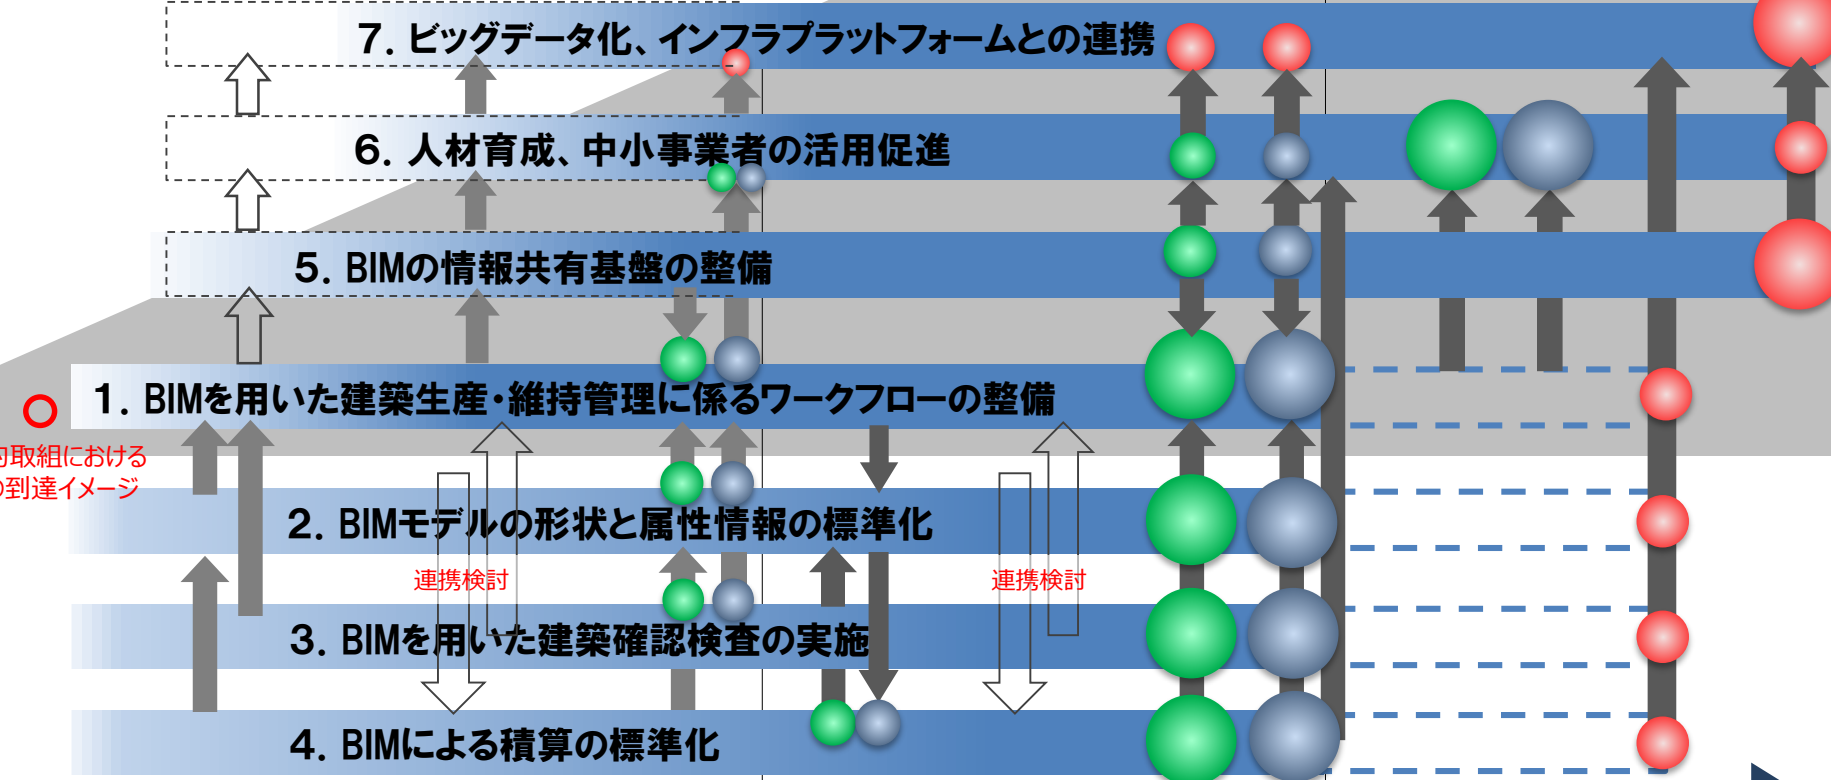 ７．ビッグデータ化、インフラプラットフォームとの連携
６．人材育成、中小事業者の活用促進
５．BIMの情報共有基盤の整備
１．BIMを用いた建築生産・維持管理に係るワークフローの整備
取組における
到達イメージ
２．BIMモデルの形状と属性情報の標準化
連携検討
連携検討
３．BIMを用いた建築確認検査の実施
４．BIMによる積算の標準化